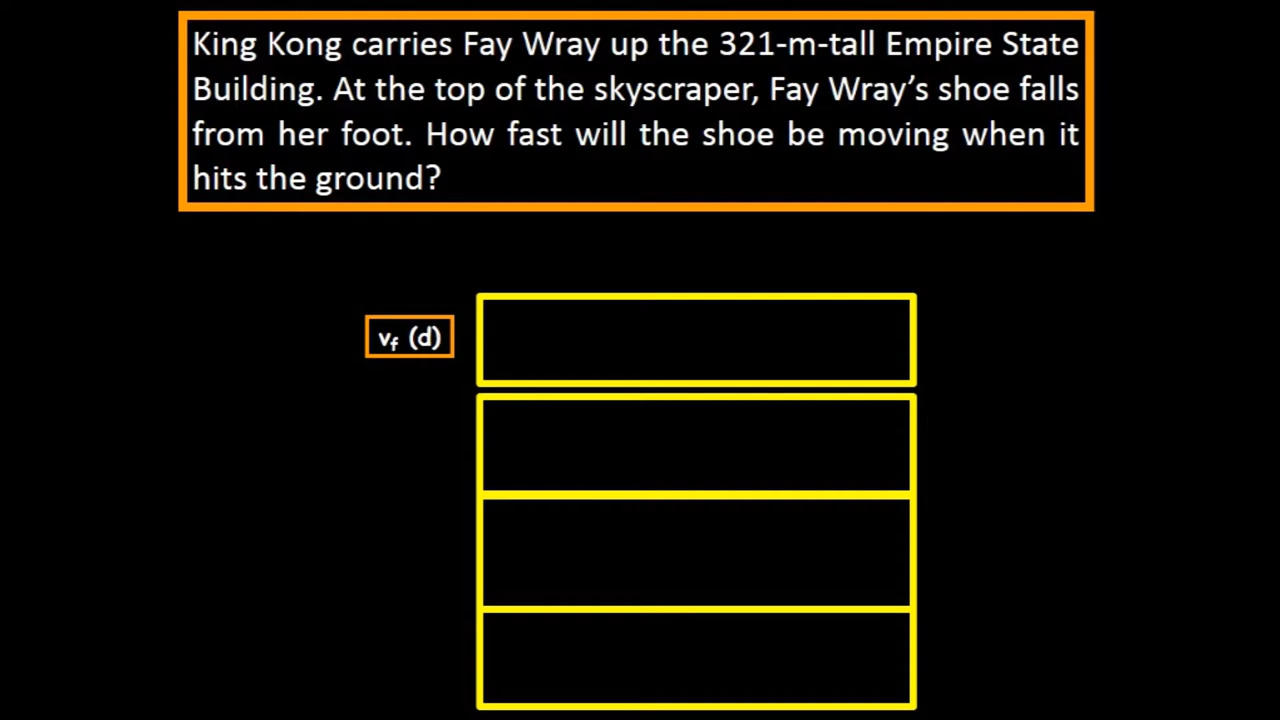 King Kong carries Fay Wray up the 321-m-tall Empire State
Building. At the top of the skyscraper, Fay Wray’s shoe falls
from her foot. How fast will the shoe be moving when it
hits the ground?
vf (d)